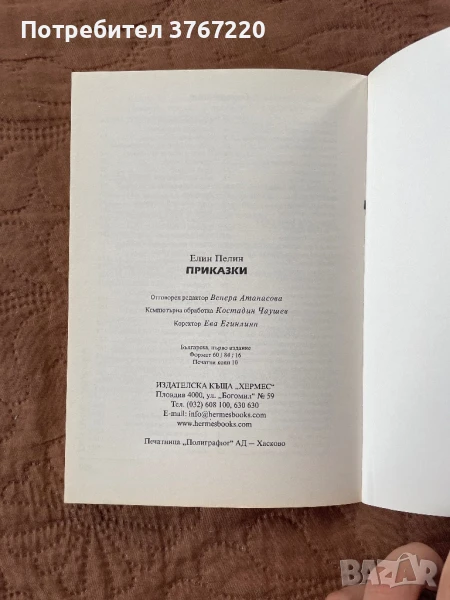 Потребител 3767220
Елин Пелин
ПРИКАЗКИ
Отговорен редактор Венера Атанасова
Компютърна обработка Костадин Чаушев
Коректор Ева Егинлиян
Българска, първо издание
Формат 60/84/16
Печатни коли 10
ИЗДАТЕЛСКА КЪЩА „ХЕРМЕС“
Пловдив 4000, ул. „Богомил“ № 59
Тел. (032) 608 100, 630 630
E-mail: info@hermesbooks.com
www.hermesbooks.com
Печатница „Полиграфюг“ АД – Хасково
BAZAR